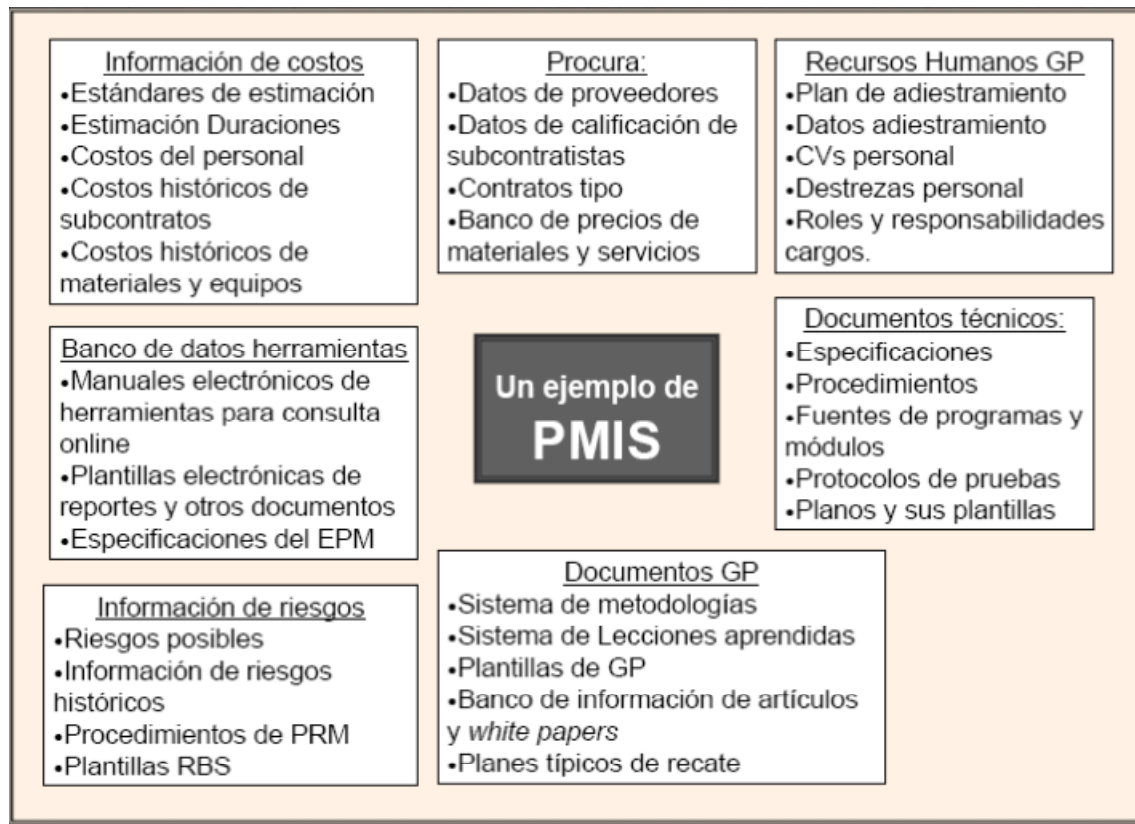 Información de costos
•Estándares de estimación
•Estimación Duraciones
•Costos del personal
•Costos históricos de
subcontratos
•Costos históricos de
materiales y equipos
Procura:
•Datos de proveedores
•Datos de calificación de
subcontratistas
•Contratos tipo
•Banco de precios de
materiales y servicios
Recursos Humanos GP
•Plan de adiestramiento
•Datos adiestramiento
•CVs personal
•Destrezas personal
•Roles y responsabilidades
cargos.
Banco de datos herramientas
•Manuales electrónicos de
herramientas para consulta
online
•Plantillas electrónicas de
reportes y otros documentos
•Especificaciones del EPM
Un ejemplo de
PMIS
Documentos técnicos:
•Especificaciones
•Procedimientos
•Fuentes de programas y
módulos
•Protocolos de pruebas
•Planos y sus plantillas
Información de riesgos
•Riesgos posibles
•Información de riesgos
históricos
•Procedimientos de PRM
•Plantillas RBS
Documentos GP
•Sistema de metodologías
•Sistema de Lecciones aprendidas
•Plantillas de GP
•Banco de información de artículos
y white papers
•Planes típicos de recate